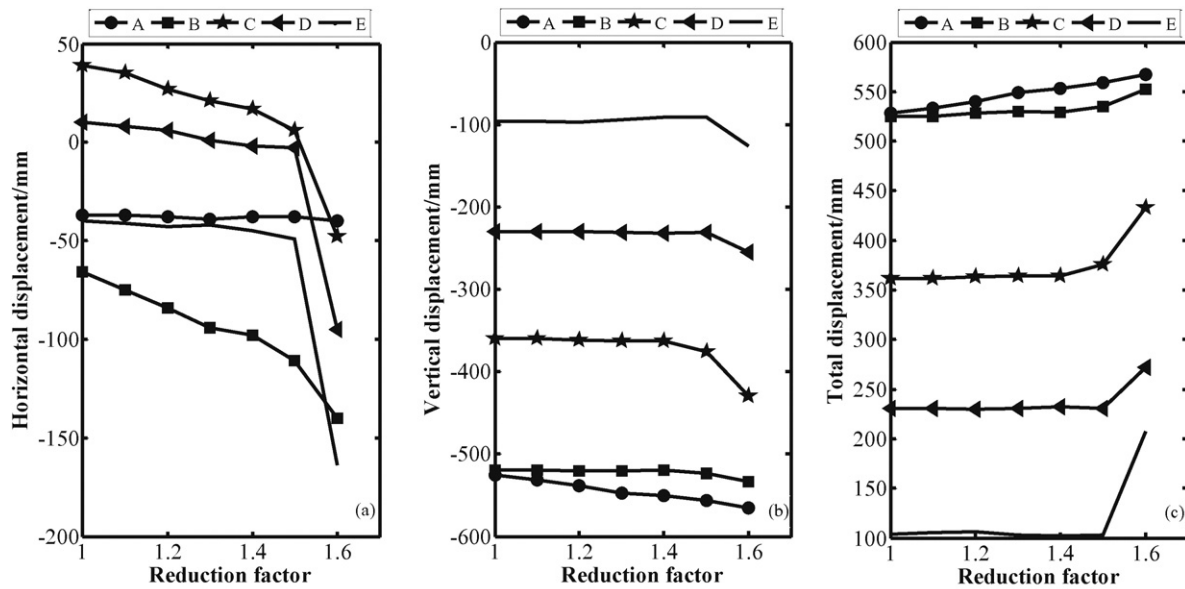 A B C D E
50
0
-50
-100
-150
-200
1 1.2 1.4 1.6
Horizontal displacement/mm
Reduction factor
(a)
A B C D E
0
-100
-200
-300
-400
-500
-600
1 1.2 1.4 1.6
Vertical displacement/mm
Reduction factor
(b)
A B C D E
600
550
500
450
400
350
300
250
200
150
100
1 1.2 1.4 1.6
Total displacement/mm
Reduction factor
(c)